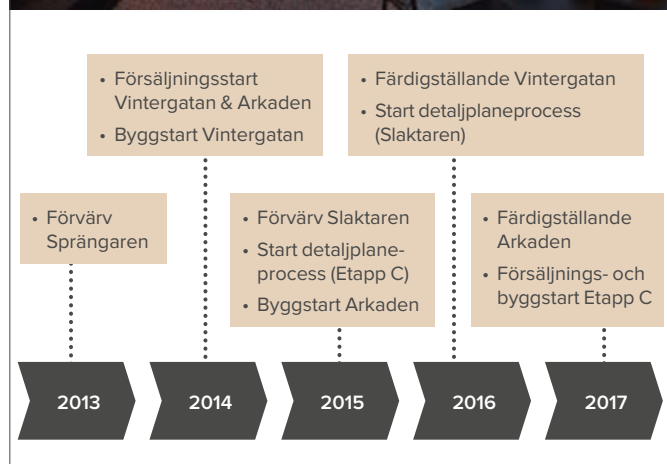 • Försäljningsstart
Vintergatan & Arkaden
• Byggstart Vintergatan
• Färdigställande Vintergatan
• Start detaljplaneprocess
(Slaktaren)
• Förvärv
Sprängaren
• Förvärv Slaktaren
• Start detaljplane-
process (Etapp C)
• Byggstart Arkaden
• Färdigställande
Arkaden
• Försäljnings- och
byggstart Etapp C
2013
2014
2015
2016
2017